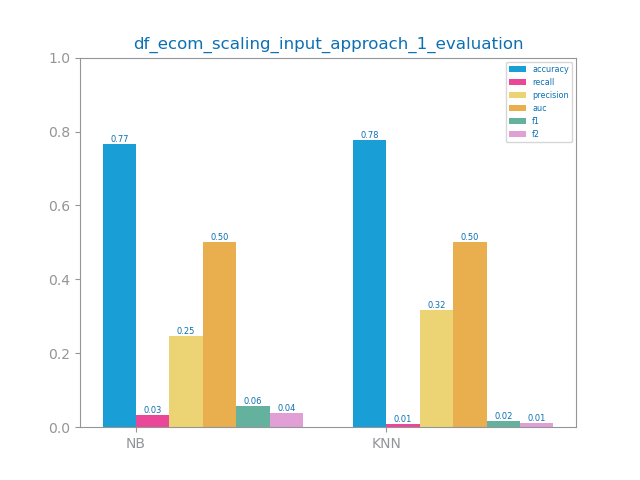 df_ecom_scaling_input_approach_1_evaluation
1.0
0.8
0.6
0.4
0.2
0.0
accuracy
recall
precision
auc
f1
f2
0.77
0.03
0.25
0.50
0.06
0.04
0.78
0.01
0.32
0.50
0.02
0.01
NB
KNN